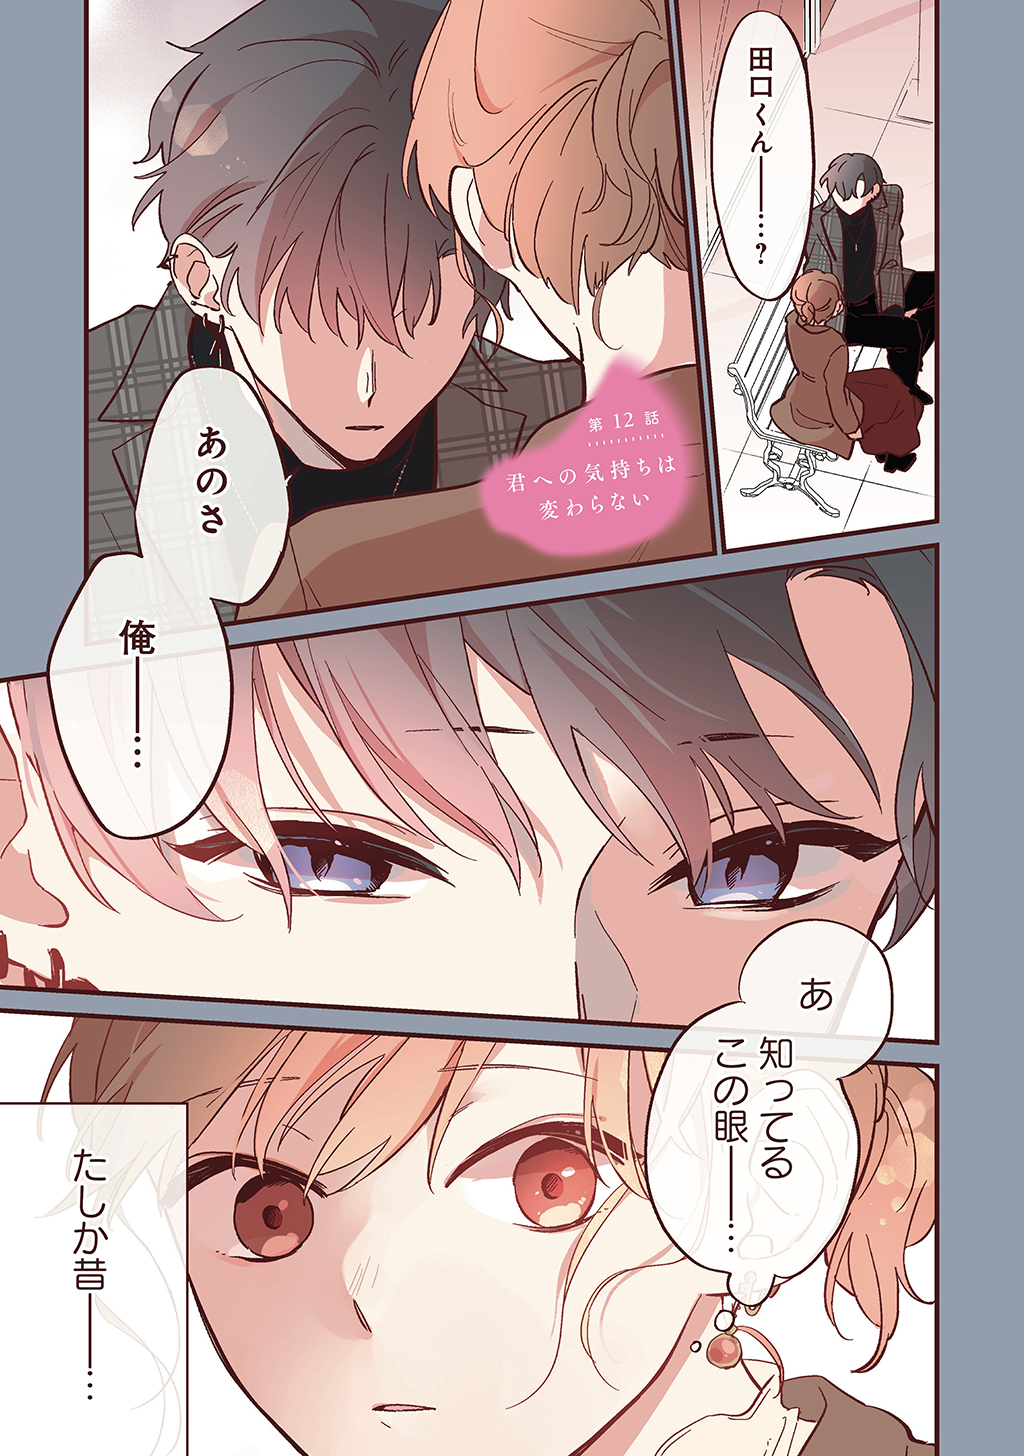 田口くん――…?
第12話
君への気持ちは
変わらない
あのさ
俺――…
あ
知ってる
この眼――…
たしか昔――…